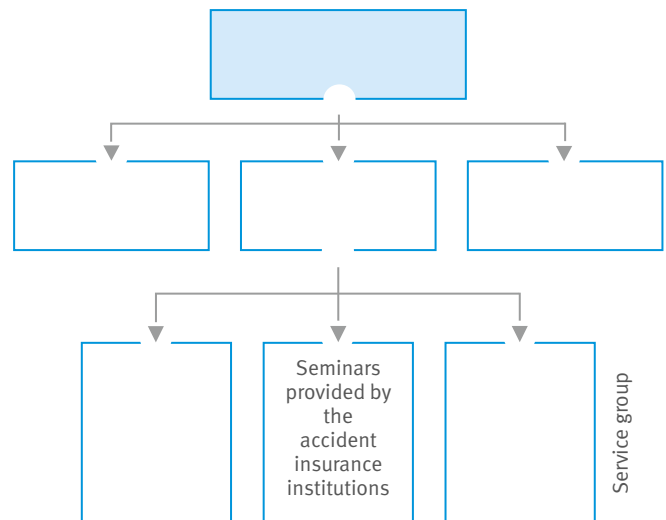 Seminars
provided by
the
accident
insurance
institutions
Service group